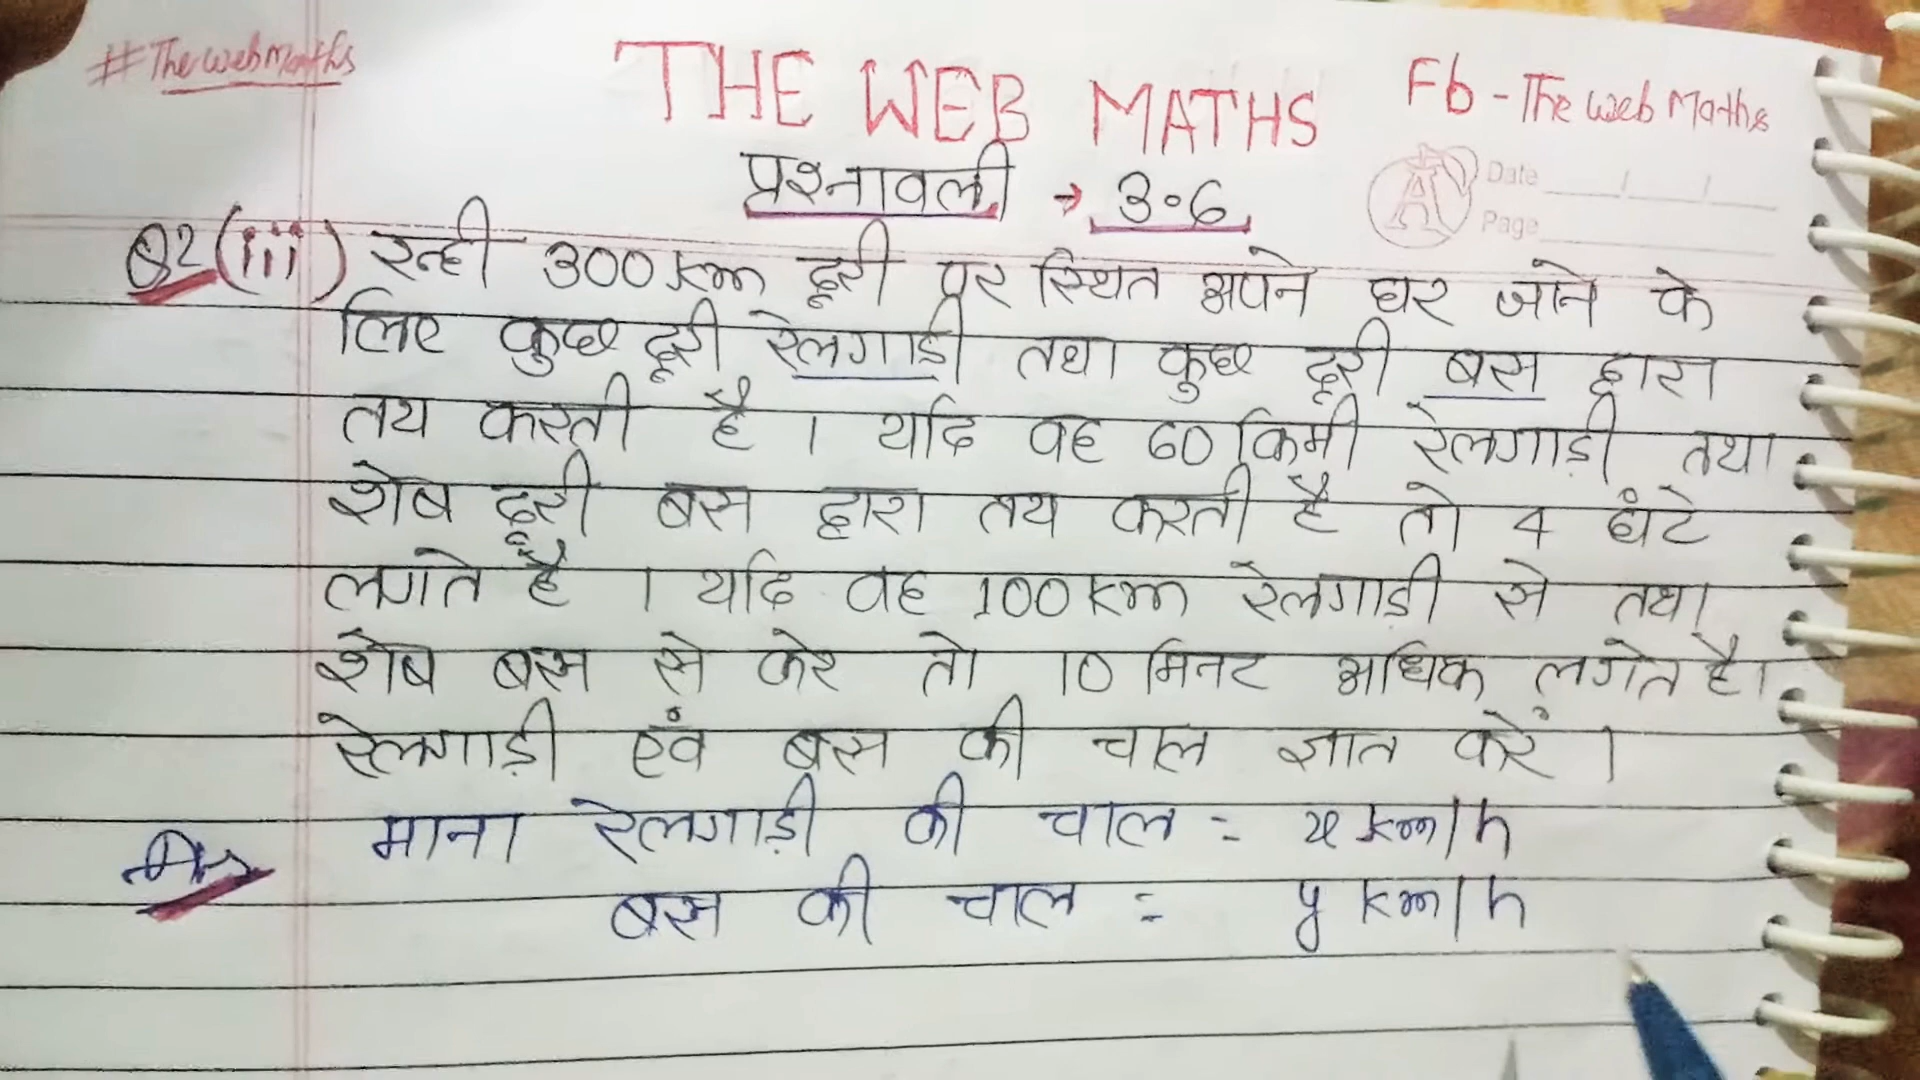 #Thewebmaths
THE WEB MATHS
Fb - The web Maths
प्रश्नावली → 3.6
Date
Page
Q2 (iii) रूही 300 km दूरी पर स्थित अपने घर जाने के
लिए कुछ दूरी रेलगाड़ी तथा कुछ दूरी बस द्वारा
तय करती है । यदि वह 60 किमी रेलगाड़ी तथा
शेष दूरी बस द्वारा तय करती है तो 4 घंटे
लगते है । यदि वह 100 km रेलगाड़ी से तथा
शेष बस से करे तो 10 मिनट अधिक लगते है।
रेलगाड़ी एवं बस की चाल ज्ञात करें ।
माना रेलगाड़ी की चाल = x km/h
बस की चाल = y km/h